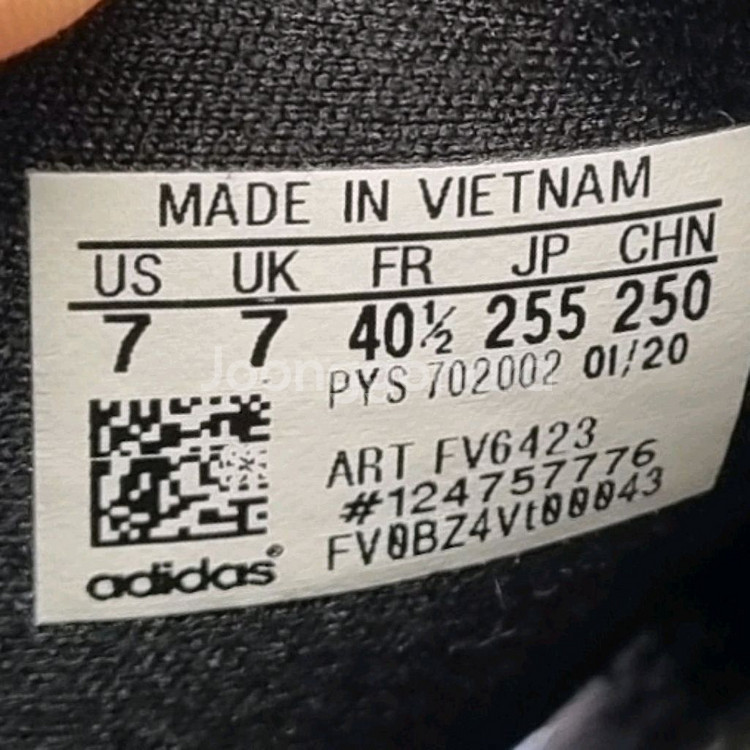 MADE IN VIETNAM
US UK FR JP CHN
7 7 40½ 255 250
PYS 702002 01/20
ART FV6423
#124757776
FV0BZ4Vt00043
adidas®